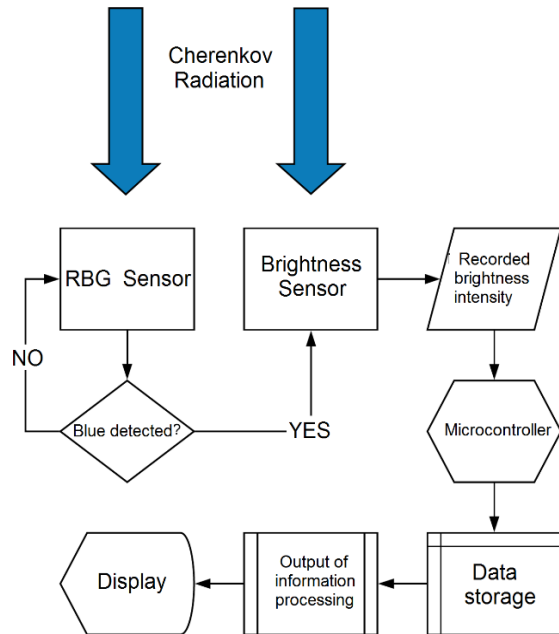 Cherenkov
Radiation
RBG Sensor
Brightness
Sensor
Recorded
brightness
intensity
NO
Blue detected?
YES
Microcontroller
Display
Output of
information
processing
Data
storage